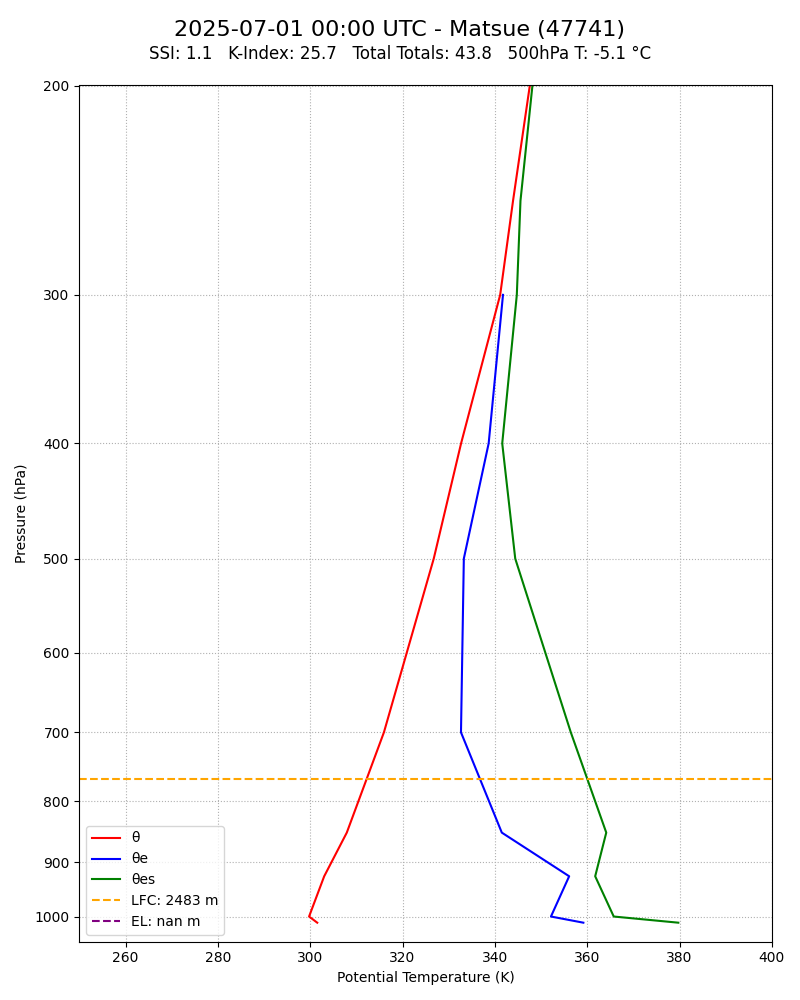 2025-07-01 00:00 UTC - Matsue (47741)
SSI: 1.1 K-Index: 25.7 Total Totals: 43.8 500hPa T: -5.1 °C
200
300
400
500
600
700
800
900
1000
Pressure (hPa)
θ
θe
θes
LFC: 2483 m
EL: nan m
260 280 300 320 340 360 380 400
Potential Temperature (K)